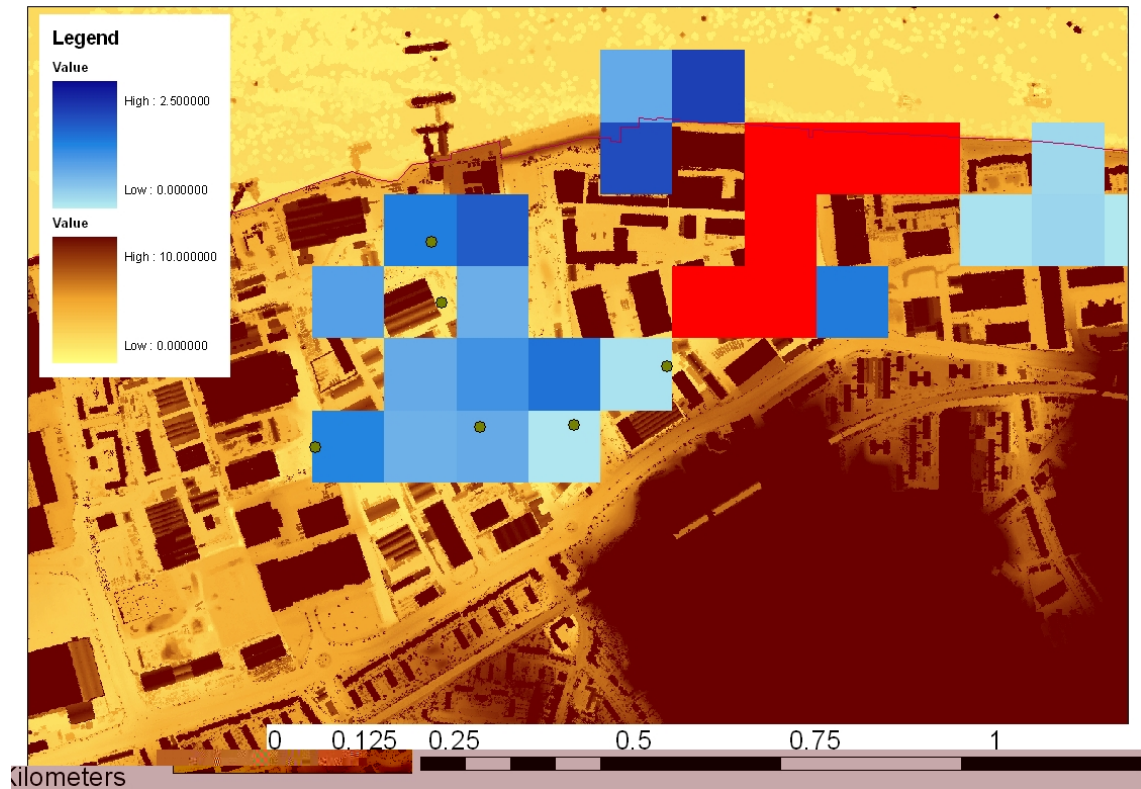 Legend
Value
High : 2.500000
Low : 0.000000
Value
High : 10.000000
Low : 0.000000
0 0.125 0.25 0.5 0.75 1
Kilometers